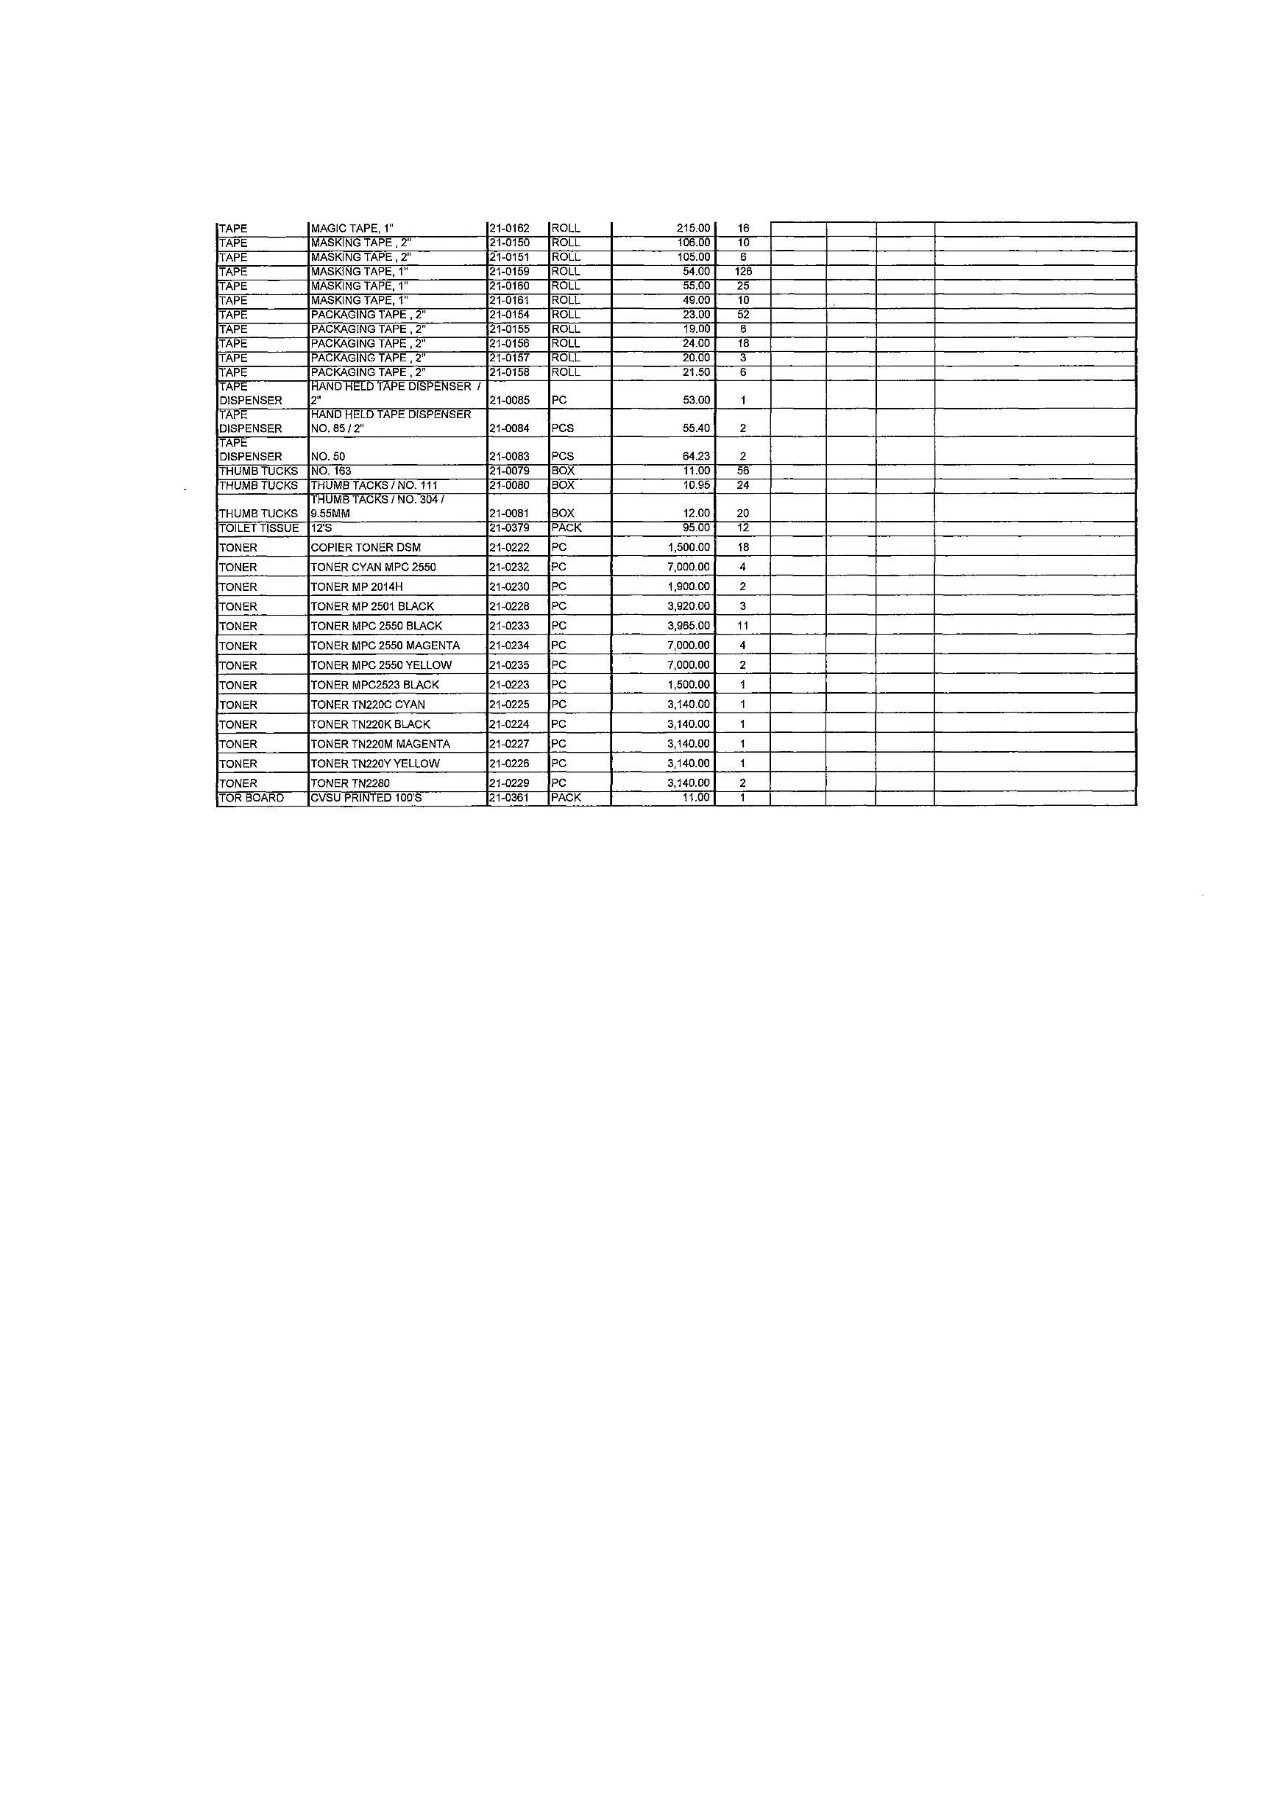 TAPE MAGIC TAPE, 1" 21-0162 ROLL 215.00 16
TAPE MASKING TAPE , 2" 21-0150 ROLL 106.00 10
TAPE MASKING TAPE , 2" 21-0151 ROLL 105.00 6
TAPE MASKING TAPE, 1" 21-0159 ROLL 54.00 126
TAPE MASKING TAPE, 1" 21-0160 ROLL 55.00 25
TAPE MASKING TAPE, 1" 21-0161 ROLL 49.00 10
TAPE PACKAGING TAPE , 2" 21-0154 ROLL 23.00 52
TAPE PACKAGING TAPE , 2" 21-0155 ROLL 19.00 6
TAPE PACKAGING TAPE , 2" 21-0156 ROLL 24.00 18
TAPE PACKAGING TAPE , 2" 21-0157 ROLL 20.00 3
TAPE PACKAGING TAPE , 2" 21-0158 ROLL 21.50 6
TAPE HAND HELD TAPE DISPENSER /
DISPENSER 2" 21-0085 PC 53.00 1
TAPE HAND HELD TAPE DISPENSER
DISPENSER NO. 85 / 2" 21-0084 PCS 55.40 2
TAPE
DISPENSER NO. 50 21-0083 PCS 64.23 2
THUMB TUCKS NO. 163 21-0079 BOX 11.00 56
THUMB TUCKS THUMB TACKS / NO. 111 21-0080 BOX 10.95 24
THUMB TACKS / NO. 304 /
THUMB TUCKS 9.55MM 21-0081 BOX 12.00 20
TOILET TISSUE 12'S 21-0379 PACK 95.00 12
TONER COPIER TONER DSM 21-0222 PC 1,500.00 18
TONER TONER CYAN MPC 2550 21-0232 PC 7,000.00 4
TONER TONER MP 2014H 21-0230 PC 1,900.00 2
TONER TONER MP 2501 BLACK 21-0228 PC 3,920.00 3
TONER TONER MPC 2550 BLACK 21-0233 PC 3,965.00 11
TONER TONER MPC 2550 MAGENTA 21-0234 PC 7,000.00 4
TONER TONER MPC 2550 YELLOW 21-0235 PC 7,000.00 2
TONER TONER MPC2523 BLACK 21-0223 PC 1,500.00 1
TONER TONER TN220C CYAN 21-0225 PC 3,140.00 1
TONER TONER TN220K BLACK 21-0224 PC 3,140.00 1
TONER TONER TN220M MAGENTA 21-0227 PC 3,140.00 1
TONER TONER TN220Y YELLOW 21-0226 PC 3,140.00 1
TONER TONER TN2280 21-0229 PC 3,140.00 2
TOR BOARD CVSU PRINTED 100'S 21-0361 PACK 11.00 1